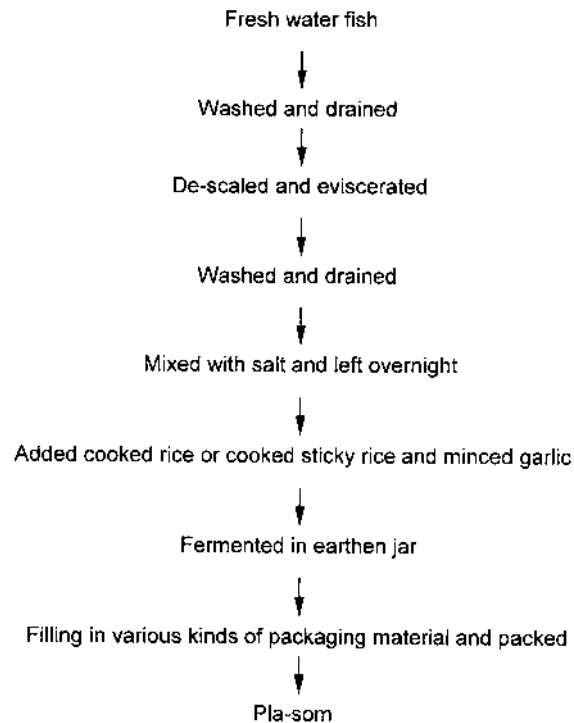 Fresh water fish
Washed and drained
De-scaled and eviscerated
Washed and drained
Mixed with salt and left overnight
Added cooked rice or cooked sticky rice and minced garlic
Fermented in earthen jar
Filling in various kinds of packaging material and packed
Pla-som